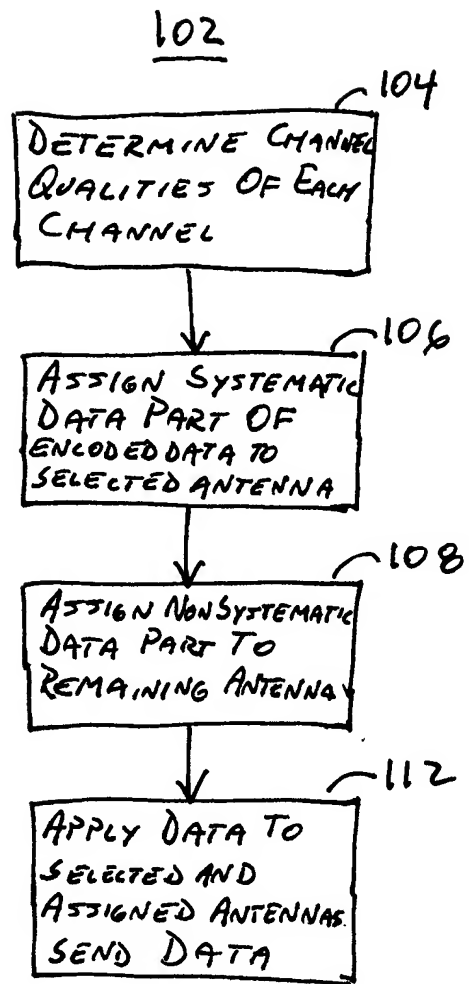 102
104
DETERMINE CHANNEL
QUALITIES OF EACH
CHANNEL
106
ASSIGN SYSTEMATIC
DATA PART OF
ENCODED DATA TO
SELECTED ANTENNA
108
ASSIGN NONSYSTEMATIC
DATA PART TO
REMAINING ANTENNAS
112
APPLY DATA TO
SELECTED AND
ASSIGNED ANTENNAS.
SEND DATA